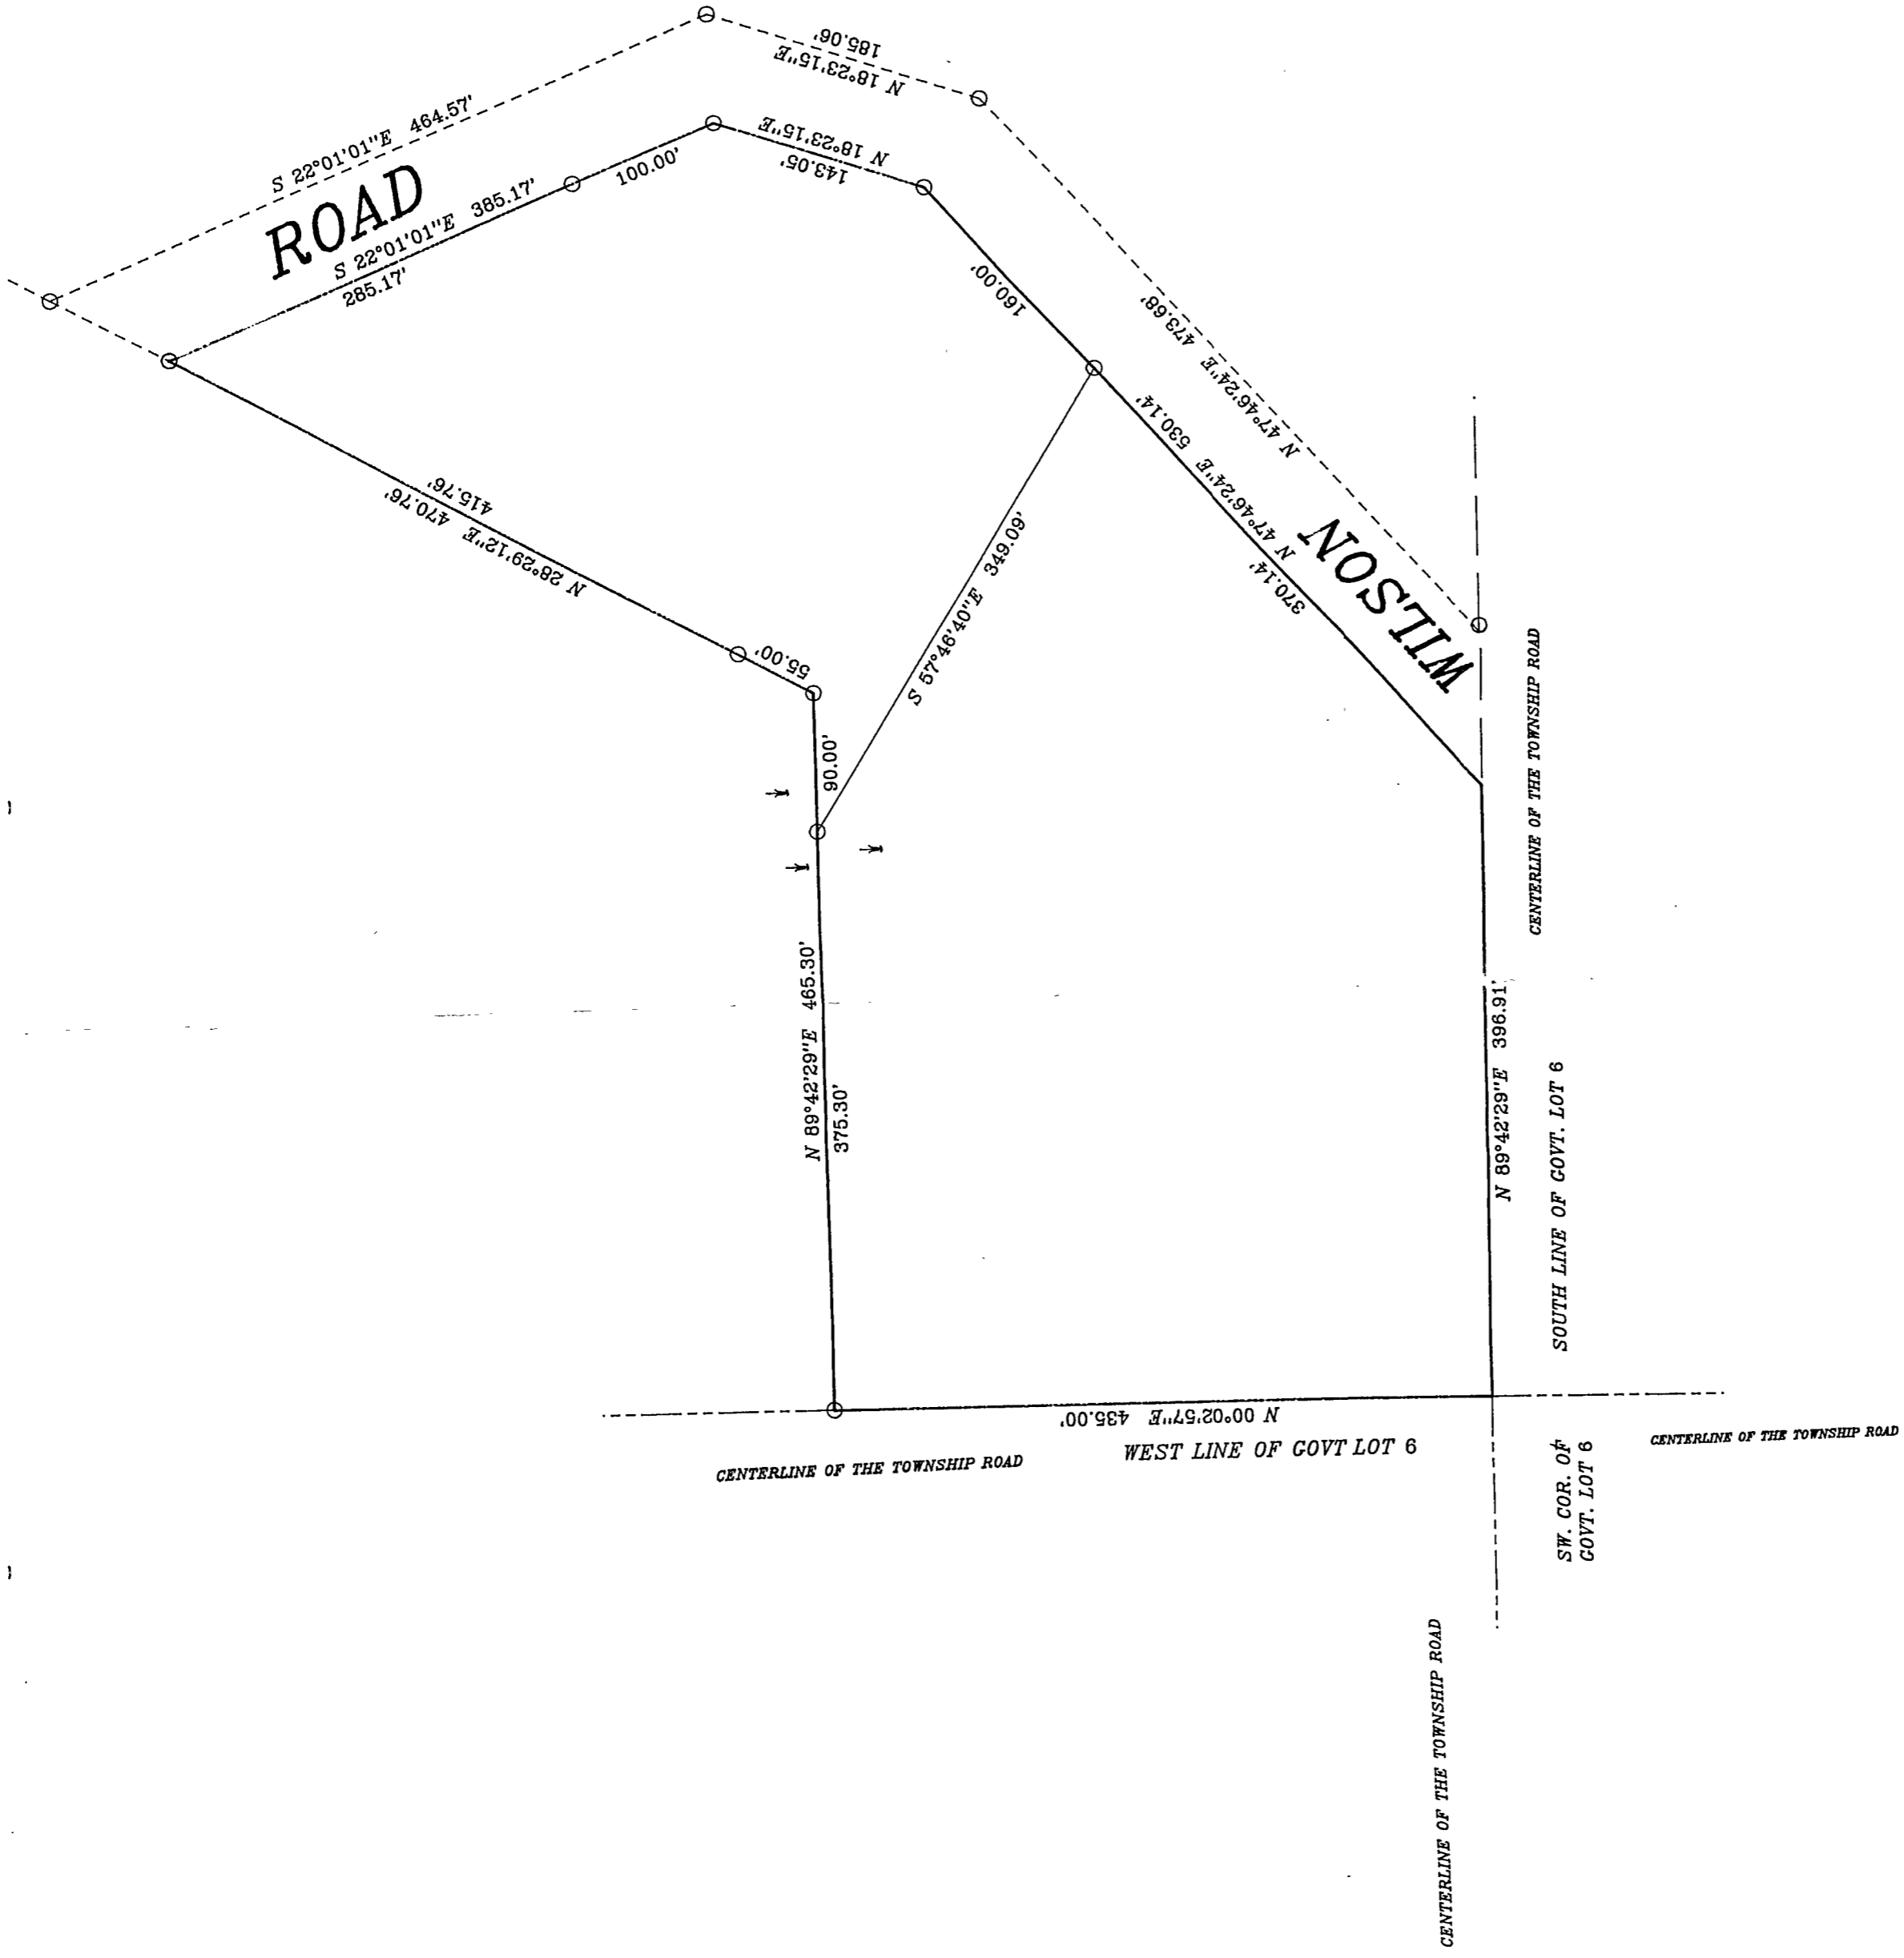 185.06'
N 18°23'15"E
S 22°01'01"E 464.57'
ROAD
S 22°01'01"E 385.17'
285.17'
100.00'
N 18°23'15"E
143.05'
160.00'
N 47°46'24"E 473.68'
N 47°46'24"E 530.14'
370.14'
WILSON
415.76'
N 28°29'12"E 470.76'
55.00'
S 57°46'40"E 349.09'
90.00'
N 89°42'29"E 465.30'
375.30'
CENTERLINE OF THE TOWNSHIP ROAD
N 89°42'29"E 396.91'
SOUTH LINE OF GOVT. LOT 6
N 00°02'57"E 435.00'
WEST LINE OF GOVT LOT 6
CENTERLINE OF THE TOWNSHIP ROAD
CENTERLINE OF THE TOWNSHIP ROAD
SW. COR. OF
GOVT. LOT 6
CENTERLINE OF THE TOWNSHIP ROAD